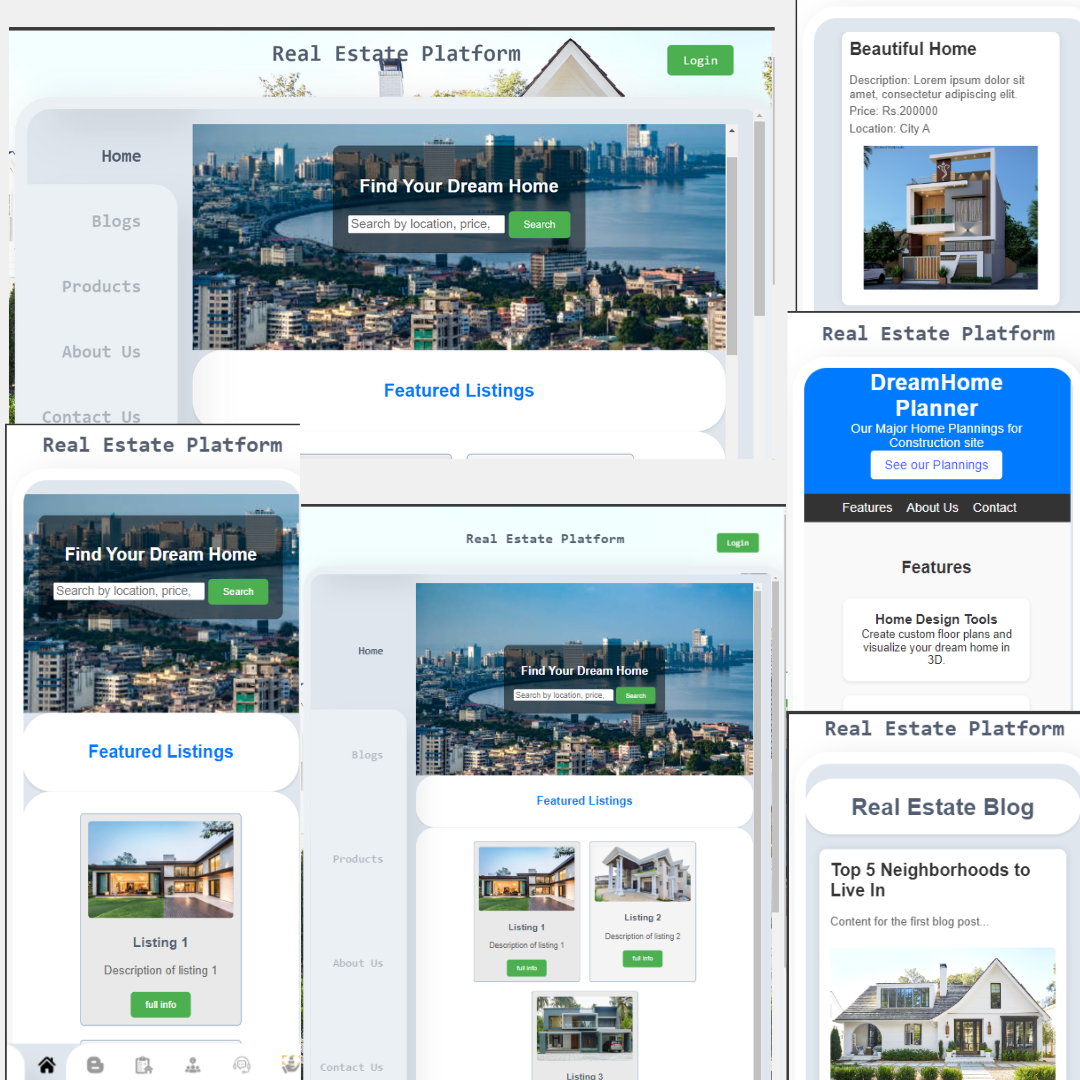 Real Estate Platform
Login
Home
Blogs
Products
About Us
Contact Us
Find Your Dream Home
Search by location, price,
Search
Featured Listings
Beautiful Home
Description: Lorem ipsum dolor sit
amet, consectetur adipiscing elit.
Price: Rs.200000
Location: City A
Real Estate Platform
DreamHome
Planner
Our Major Home Plannings for
Construction site
See our Plannings
Features About Us Contact
Features
Home Design Tools
Create custom floor plans and
visualize your dream home in
3D.
Real Estate Platform
Find Your Dream Home
Search by location, price,
Search
Featured Listings
Listing 1
Description of listing 1
full info
Real Estate Platform
Login
Home
Blogs
Products
About Us
Contact Us
Find Your Dream Home
Search by location, price,
Search
Featured Listings
Listing 1
Description of listing 1
full info
Listing 2
Description of listing 2
full info
Listing 3
Real Estate Platform
Real Estate Blog
Top 5 Neighborhoods to
Live In
Content for the first blog post...